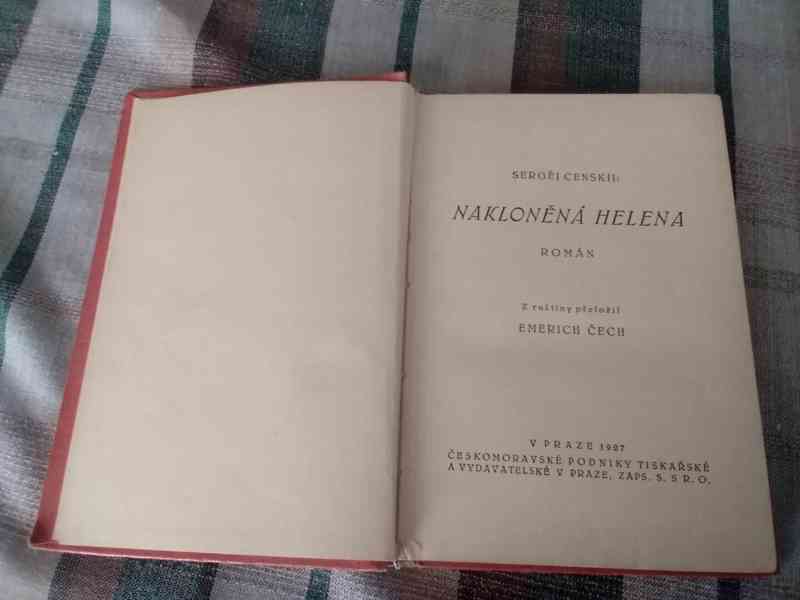 SERGĚJ CENSKIJ:
NAKLONĚNÁ HELENA
ROMÁN
Z ruštiny přeložil
EMERICH ČECH
V PRAZE 1927
ČESKOMORAVSKÉ PODNIKY TISKAŘSKÉ
A VYDAVATELSKÉ V PRAZE, ZAPS. S. S R. O.